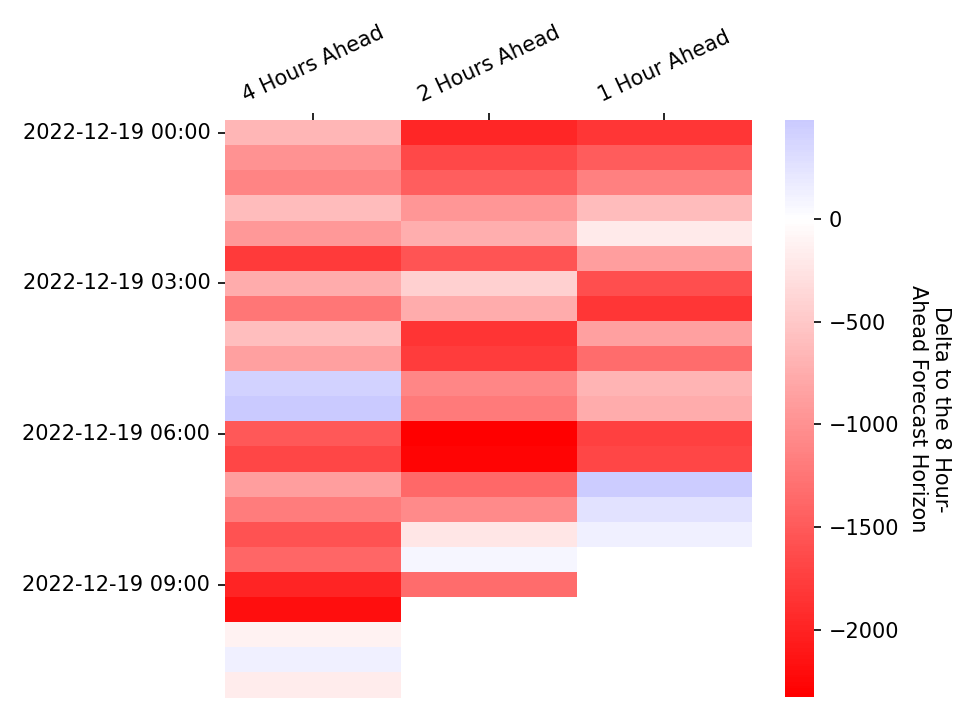 4 Hours Ahead
2 Hours Ahead
1 Hour Ahead
2022-12-19 00:00
2022-12-19 03:00
2022-12-19 06:00
2022-12-19 09:00
0
−500
−1000
−1500
−2000
Delta to the 8 Hour-
Ahead Forecast Horizon